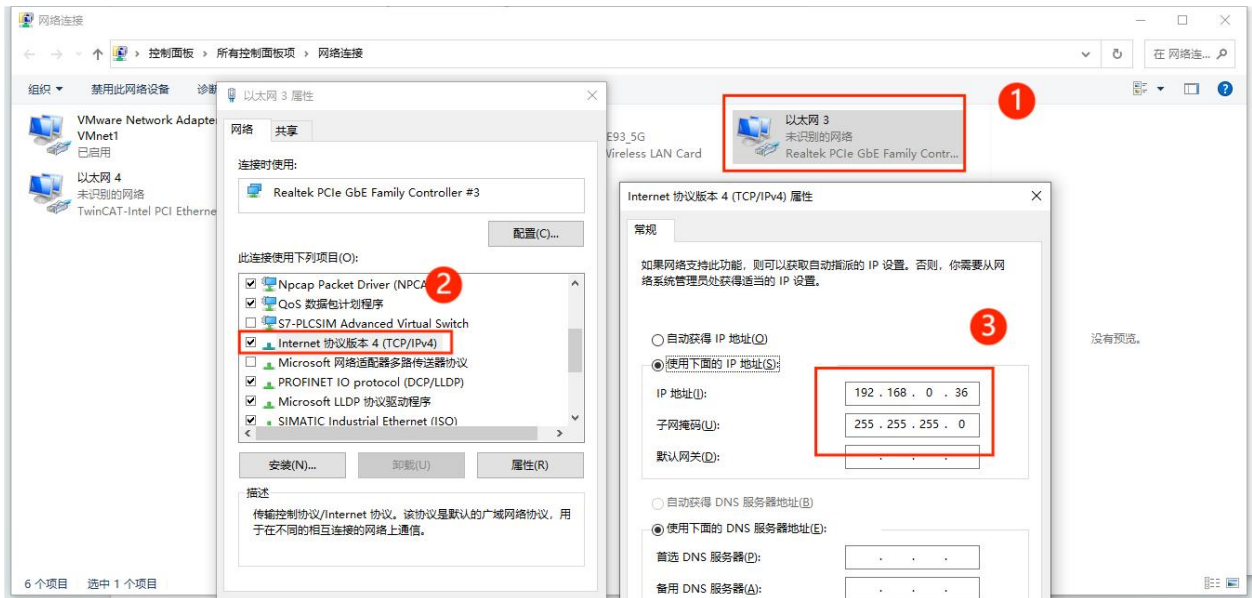 网络连接
控制面板 › 所有控制面板项 › 网络连接
在 网络连...
组织 禁用此网络设备 诊断
VMware Network Adapte
VMnet1
已启用
以太网 4
未识别的网络
TwinCAT-Intel PCI Etherne
E93_5G
Wireless LAN Card
1
以太网 3
未识别的网络
Realtek PCIe GbE Family Contr...
以太网 3 属性
网络 共享
连接时使用:
Realtek PCIe GbE Family Controller #3
配置(C)...
此连接使用下列项目(O):
2
Npcap Packet Driver (NPCA
QoS 数据包计划程序
S7-PLCSIM Advanced Virtual Switch
Internet 协议版本 4 (TCP/IPv4)
Microsoft 网络适配器多路传送器协议
PROFINET IO protocol (DCP/LLDP)
Microsoft LLDP 协议驱动程序
SIMATIC Industrial Ethernet (ISO)
安装(N)... 卸载(U) 属性(R)
描述
传输控制协议/Internet 协议。该协议是默认的广域网络协议，用
于在不同的相互连接的网络上通信。
Internet 协议版本 4 (TCP/IPv4) 属性
常规
如果网络支持此功能，则可以获取自动指派的 IP 设置。否则，你需要从网
络系统管理员处获得适当的 IP 设置。
3
自动获得 IP 地址(O)
使用下面的 IP 地址(S):
IP 地址(I): 192 . 168 . 0 . 36
子网掩码(U): 255 . 255 . 255 . 0
默认网关(D): . . .
自动获得 DNS 服务器地址(B)
使用下面的 DNS 服务器地址(E):
首选 DNS 服务器(P): . . .
备用 DNS 服务器(A): . . .
没有预览。
6 个项目 选中 1 个项目